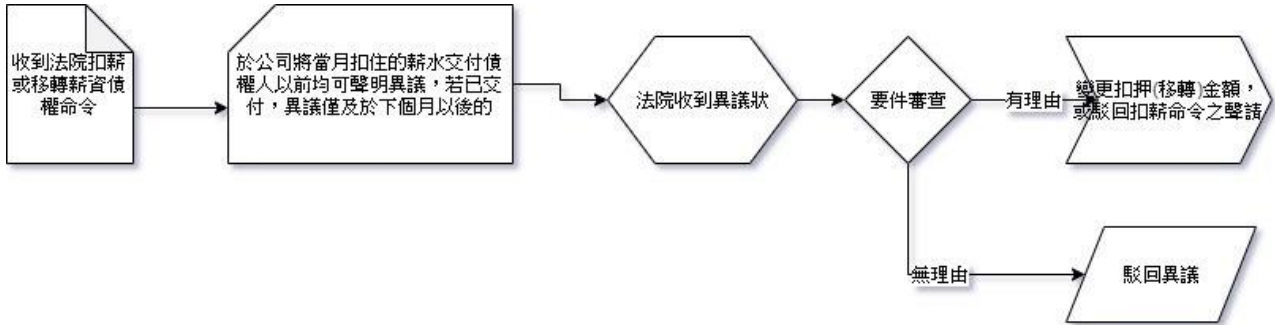 收到法院扣薪
或移轉薪資債
權命令
於公司將當月扣住的薪水交付債
權人以前均可聲明異議，若已交
付，異議僅及於下個月以後的
法院收到異議狀
要件審查
有理由
變更扣押(移轉)金額，
或駁回扣薪命令之聲請
無理由
駁回異議